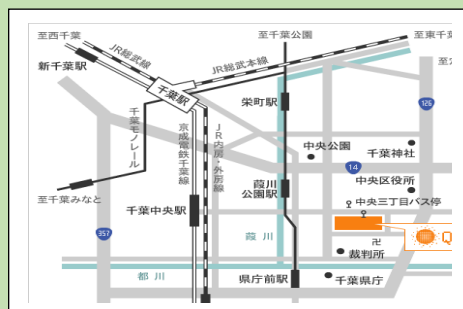 至西千葉
JR総武線
至千葉公園
至東千
新千葉駅
千葉駅
JR総武本線
栄町駅
126
千葉モノレール
京成電鉄千葉線
JR内房・外房線
中央公園
千葉神社
14
中央区役所
葭川
公園駅
中央三丁目バス停
至千葉みなと
千葉中央駅
357
葭川
卍
裁判所
Q
都川
県庁前駅
千葉県庁